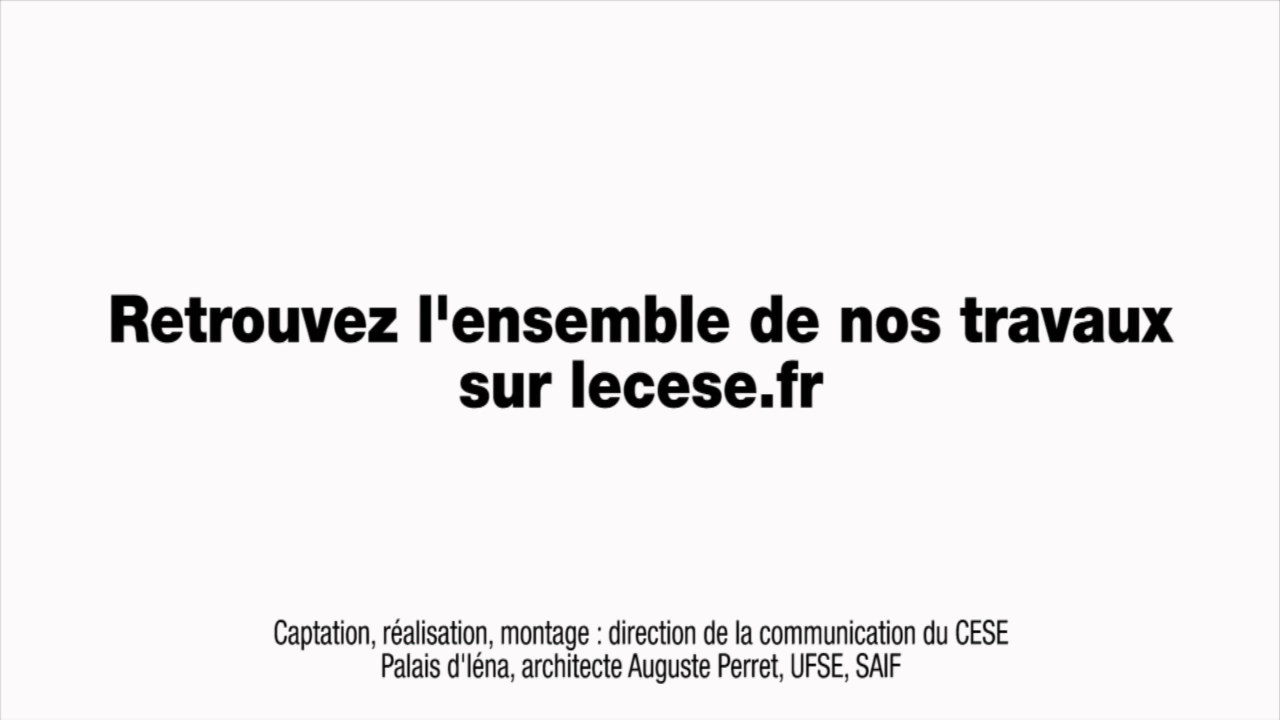 Retrouvez l'ensemble de nos travaux
sur lecese.fr
Captation, réalisation, montage : direction de la communication du CESE
Palais d'Iéna, architecte Auguste Perret, UFSE, SAIF